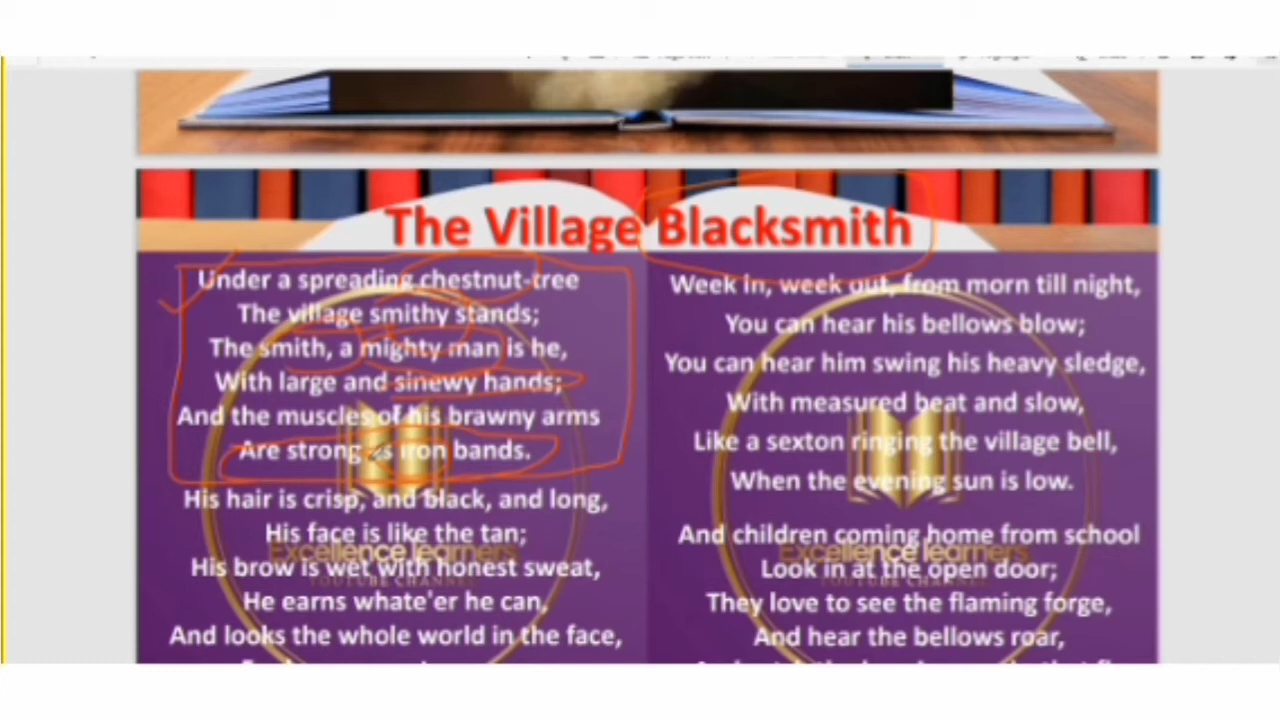 The Village Blacksmith
Under a spreading chestnut-tree
The village smithy stands;
The smith, a mighty man is he,
With large and sinewy hands;
And the muscles of his brawny arms
Are strong as iron bands.
His hair is crisp, and black, and long,
His face is like the tan;
His brow is wet with honest sweat,
He earns whate'er he can,
And looks the whole world in the face,
Week in, week out, from morn till night,
You can hear his bellows blow;
You can hear him swing his heavy sledge,
With measured beat and slow,
Like a sexton ringing the village bell,
When the evening sun is low.
And children coming home from school
Look in at the open door;
They love to see the flaming forge,
And hear the bellows roar,
Excellence learners
YOUTUBE CHANNEL
Excellence learners
YOUTUBE CHANNEL